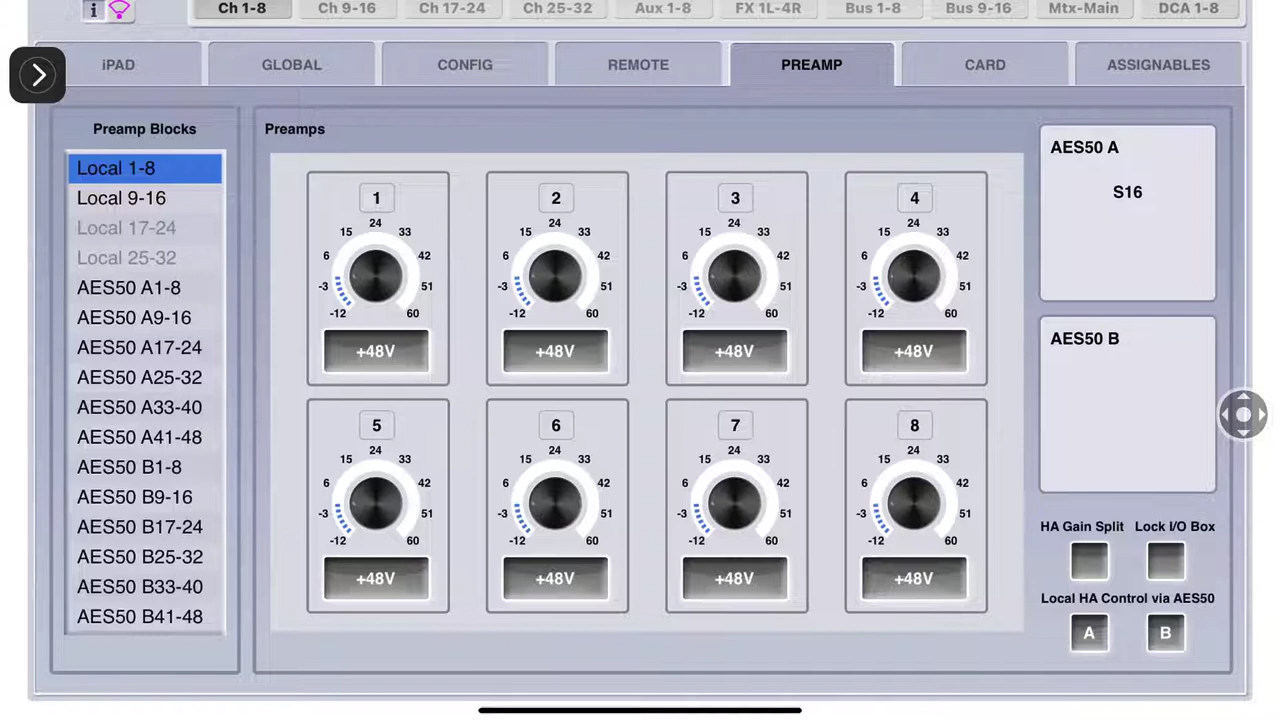 i Ch 1-8 Ch 9-16 Ch 17-24 Ch 25-32 Aux 1-8 FX 1L-4R Bus 1-8 Bus 9-16 Mtx-Main DCA 1-8
iPAD GLOBAL CONFIG REMOTE PREAMP CARD ASSIGNABLES
Preamp Blocks
Local 1-8
Local 9-16
Local 17-24
Local 25-32
AES50 A1-8
AES50 A9-16
AES50 A17-24
AES50 A25-32
AES50 A33-40
AES50 A41-48
AES50 B1-8
AES50 B9-16
AES50 B17-24
AES50 B25-32
AES50 B33-40
AES50 B41-48
Preamps
1 2 3 4
24 24 24 24
15 33 15 33 15 33 15 33
6 42 6 42 6 42 6 42
-3 51 -3 51 -3 51 -3 51
-12 60 -12 60 -12 60 -12 60
+48V +48V +48V +48V
5 6 7 8
24 24 24 24
15 33 15 33 15 33 15 33
6 42 6 42 6 42 6 42
-3 51 -3 51 -3 51 -3 51
-12 60 -12 60 -12 60 -12 60
+48V +48V +48V +48V
AES50 A
S16
AES50 B
HA Gain Split Lock I/O Box
Local HA Control via AES50
A B